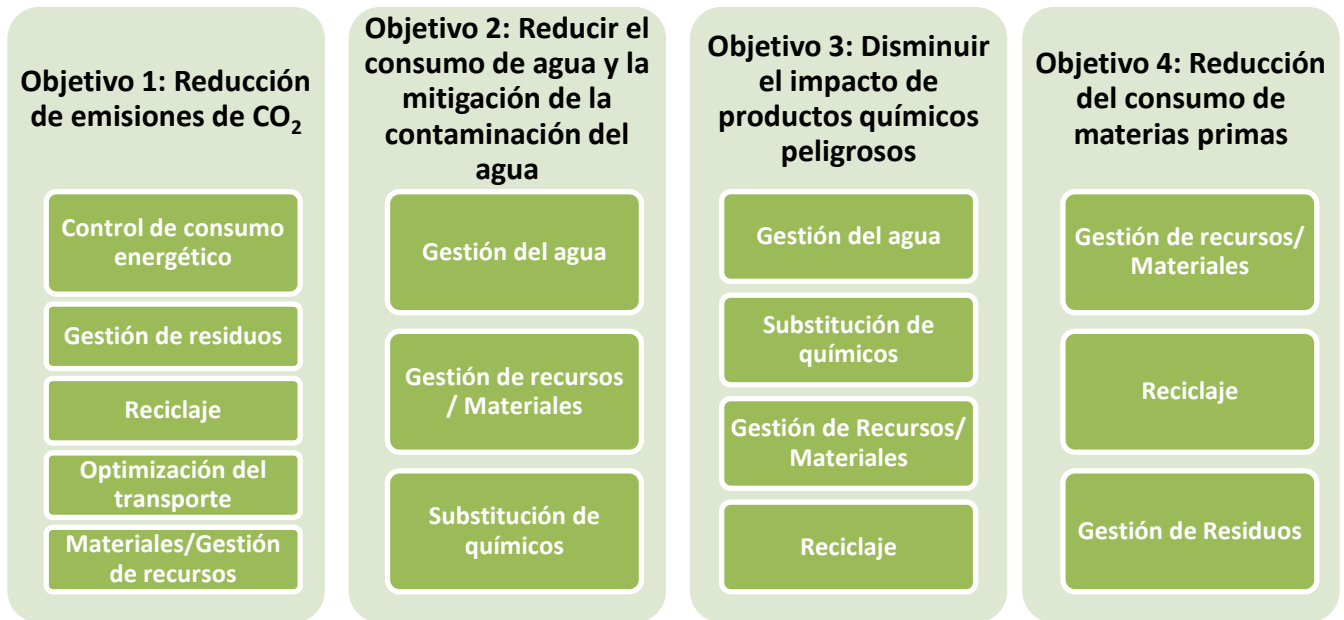 Objetivo 1: Reducción
de emisiones de CO₂
Control de consumo
energético
Gestión de residuos
Reciclaje
Optimización del
transporte
Materiales/Gestión
de recursos
Objetivo 2: Reducir el
consumo de agua y la
mitigación de la
contaminación del
agua
Gestión del agua
Gestión de recursos
/ Materiales
Substitución de
químicos
Objetivo 3: Disminuir
el impacto de
productos químicos
peligrosos
Gestión del agua
Substitución de
químicos
Gestión de Recursos/
Materiales
Reciclaje
Objetivo 4: Reducción
del consumo de
materias primas
Gestión de recursos/
Materiales
Reciclaje
Gestión de Residuos